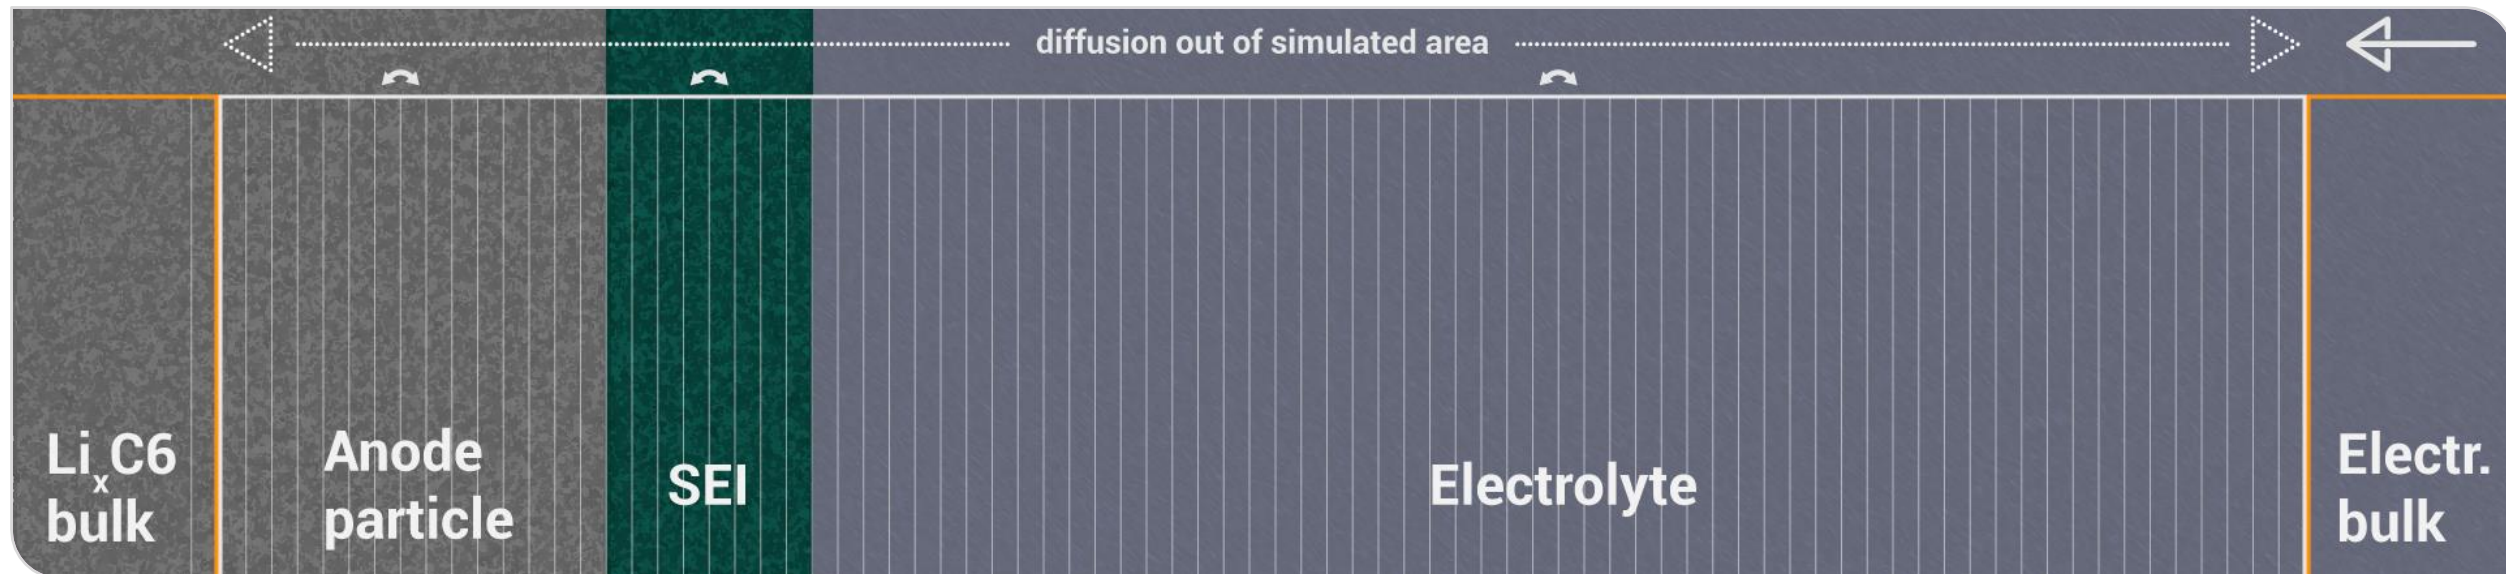 diffusion out of simulated area
LiₓC6
bulk
Anode
particle
SEI
Electrolyte
Electr.
bulk